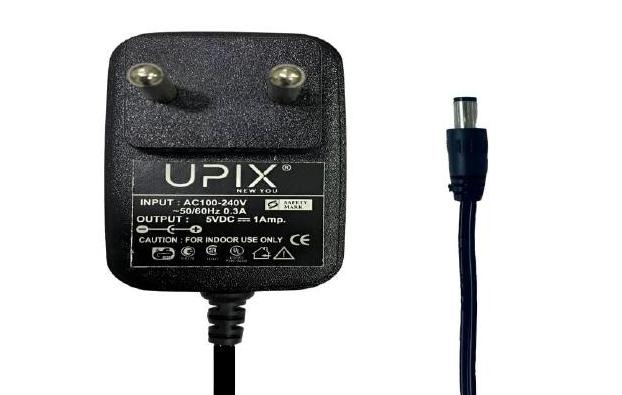 UPIX®
NEW YOU
INPUT : AC100-240V
~50/60Hz 0.3A
SAFETY MARK
OUTPUT : 5VDC ⎓ 1Amp.
CAUTION : FOR INDOOR USE ONLY CE